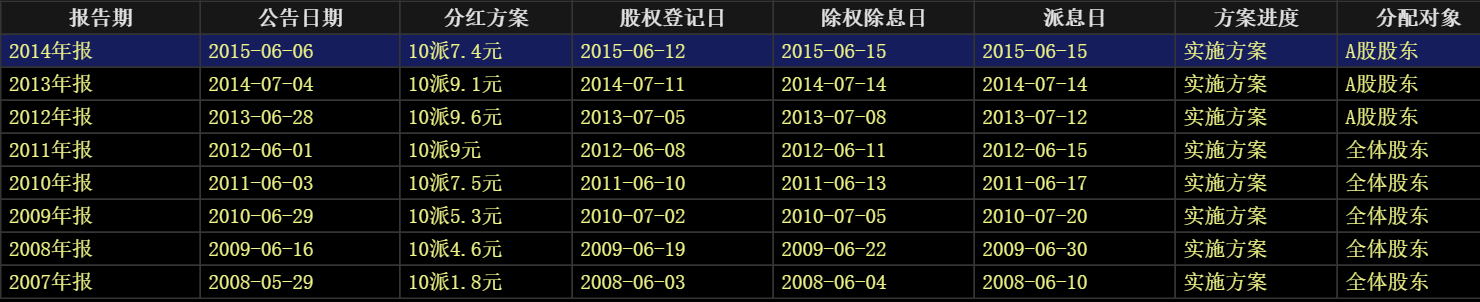 报告期 公告日期 分红方案 股权登记日 除权除息日 派息日 方案进度 分配对象
2014年报 2015-06-06 10派7.4元 2015-06-12 2015-06-15 2015-06-15 实施方案 A股股东
2013年报 2014-07-04 10派9.1元 2014-07-11 2014-07-14 2014-07-14 实施方案 A股股东
2012年报 2013-06-28 10派9.6元 2013-07-05 2013-07-08 2013-07-12 实施方案 A股股东
2011年报 2012-06-01 10派9元 2012-06-08 2012-06-11 2012-06-15 实施方案 全体股东
2010年报 2011-06-03 10派7.5元 2011-06-10 2011-06-13 2011-06-17 实施方案 全体股东
2009年报 2010-06-29 10派5.3元 2010-07-02 2010-07-05 2010-07-20 实施方案 全体股东
2008年报 2009-06-16 10派4.6元 2009-06-19 2009-06-22 2009-06-30 实施方案 全体股东
2007年报 2008-05-29 10派1.8元 2008-06-03 2008-06-04 2008-06-10 实施方案 全体股东